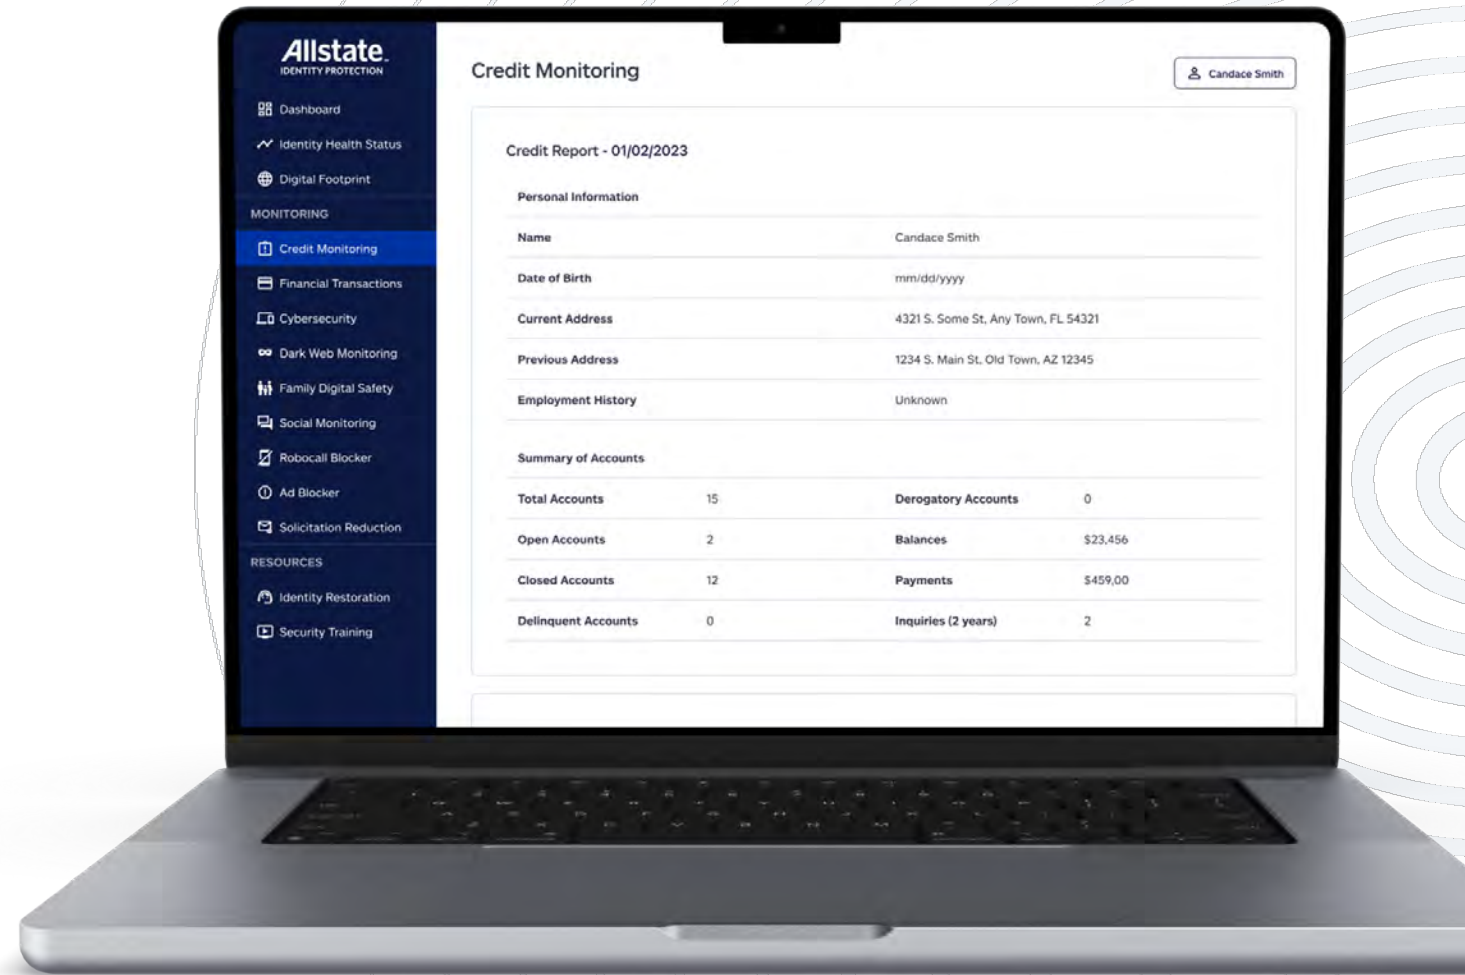 Allstate
IDENTITY PROTECTION
Dashboard
Identity Health Status
Digital Footprint
MONITORING
Credit Monitoring
Financial Transactions
Cybersecurity
Dark Web Monitoring
Family Digital Safety
Social Monitoring
Robocall Blocker
Ad Blocker
Solicitation Reduction
RESOURCES
Identity Restoration
Security Training
Credit Monitoring
Candace Smith
Credit Report - 01/02/2023
Personal Information
Name Candace Smith
Date of Birth mm/dd/yyyy
Current Address 4321 S. Some St, Any Town, FL 54321
Previous Address 1234 S. Main St, Old Town, AZ 12345
Employment History Unknown
Summary of Accounts
Total Accounts 15 Derogatory Accounts 0
Open Accounts 2 Balances $23,456
Closed Accounts 12 Payments $459,00
Delinquent Accounts 0 Inquiries (2 years) 2